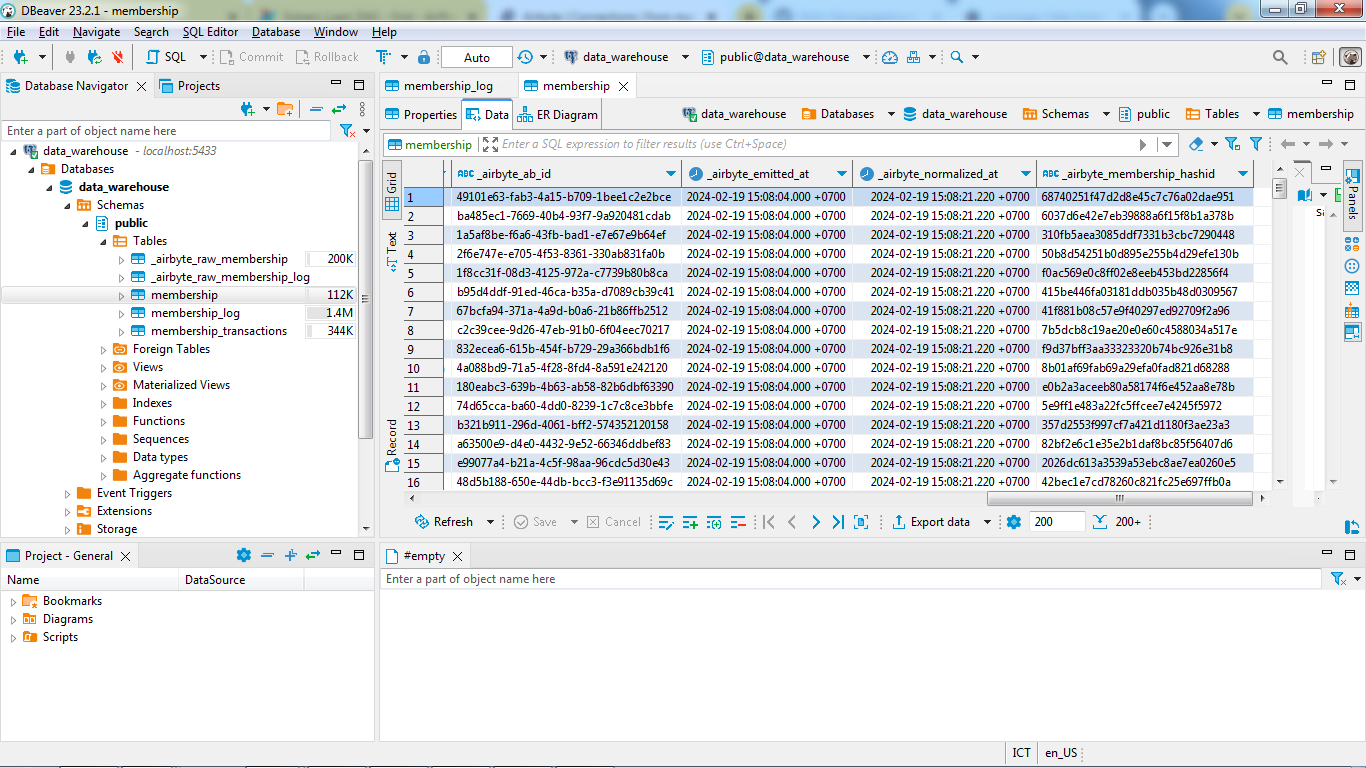 DBeaver 23.2.1 - membership
File Edit Navigate Search SQL Editor Database Window Help
SQL Commit Rollback Auto data_warehouse public@data_warehouse
Database Navigator Projects
Enter a part of object name here
data_warehouse - localhost:5433
Databases
data_warehouse
Schemas
public
Tables
_airbyte_raw_membership 200K
_airbyte_raw_membership_log
membership 112K
membership_log 1.4M
membership_transactions 344K
Foreign Tables
Views
Materialized Views
Indexes
Functions
Sequences
Data types
Aggregate functions
Event Triggers
Extensions
Storage
membership_log membership
Properties Data ER Diagram data_warehouse Databases data_warehouse Schemas public Tables membership
membership Enter a SQL expression to filter results (use Ctrl+Space)
Grid
Text
Record
ABC _airbyte_ab_id _airbyte_emitted_at _airbyte_normalized_at ABC _airbyte_membership_hashid
1 49101e63-fab3-4a15-b709-1bee1c2e2bce 2024-02-19 15:08:04.000 +0700 2024-02-19 15:08:21.220 +0700 68740251f47d2d8e45c7c76a02dae951
2 ba485ec1-7669-40b4-93f7-9a920481cdab 2024-02-19 15:08:04.000 +0700 2024-02-19 15:08:21.220 +0700 6037d6e42e7eb39888a6f15f8b1a378b
3 1a5af8be-f6a6-43fb-bad1-e7e67e9b64ef 2024-02-19 15:08:04.000 +0700 2024-02-19 15:08:21.220 +0700 310fb5aea3085ddf7331b3cbc7290448
4 2f6e747e-e705-4f53-8361-330ab831fa0b 2024-02-19 15:08:04.000 +0700 2024-02-19 15:08:21.220 +0700 50b8d54251b0d895e255b4d29efe130b
5 1f8cc31f-08d3-4125-972a-c7739b80b8ca 2024-02-19 15:08:04.000 +0700 2024-02-19 15:08:21.220 +0700 f0ac569e0c8ff02e8eeb453bd22856f4
6 b95d4ddf-91ed-46ca-b35a-d7089cb39c41 2024-02-19 15:08:04.000 +0700 2024-02-19 15:08:21.220 +0700 415be446fa03181ddb035b48d0309567
7 67bcfa94-371a-4a9d-b0a6-21b86ffb2512 2024-02-19 15:08:04.000 +0700 2024-02-19 15:08:21.220 +0700 41f881b08c57e9f40297ed92709f2a96
8 c2c39cee-9d26-47eb-91b0-6f04eec70217 2024-02-19 15:08:04.000 +0700 2024-02-19 15:08:21.220 +0700 7b5dcb8c19ae20e0e60c4588034a517e
9 832ecea6-615b-454f-b729-29a366bdb1f6 2024-02-19 15:08:04.000 +0700 2024-02-19 15:08:21.220 +0700 f9d37bff3aa33323320b74bc926e31b8
10 4a088bd9-71a5-4f28-8fd4-8a591e242120 2024-02-19 15:08:04.000 +0700 2024-02-19 15:08:21.220 +0700 8b01af69fab69a29efa0fad821d68288
11 180eabc3-639b-4b63-ab58-82b6dbf63390 2024-02-19 15:08:04.000 +0700 2024-02-19 15:08:21.220 +0700 e0b2a3aceeb80a58174f6e452aa8e78b
12 74d65cca-ba60-4dd0-8239-1c7c8ce3bbfe 2024-02-19 15:08:04.000 +0700 2024-02-19 15:08:21.220 +0700 5e9ff1e483a22fc5ffcee7e4245f5972
13 b321b911-296d-4061-bff2-574352120158 2024-02-19 15:08:04.000 +0700 2024-02-19 15:08:21.220 +0700 357d2553f997cf7a421d1180f3ae23a3
14 a63500e9-d4e0-4432-9e52-66346ddbef83 2024-02-19 15:08:04.000 +0700 2024-02-19 15:08:21.220 +0700 82bf2e6c1e35e2b1daf8bc85f56407d6
15 e99077a4-b21a-4c5f-98aa-96cdc5d30e43 2024-02-19 15:08:04.000 +0700 2024-02-19 15:08:21.220 +0700 2026dc613a3539a53ebc8ae7ea0260e5
16 48d5b188-650e-44db-bcc3-f3e91135d69c 2024-02-19 15:08:04.000 +0700 2024-02-19 15:08:21.220 +0700 42bec1e7cd78260c821fc25e697ffb0a
Panels
Refresh Save Cancel Export data 200 200+
Project - General
Name DataSource
Bookmarks
Diagrams
Scripts
#empty
Enter a part of object name here
ICT en_US